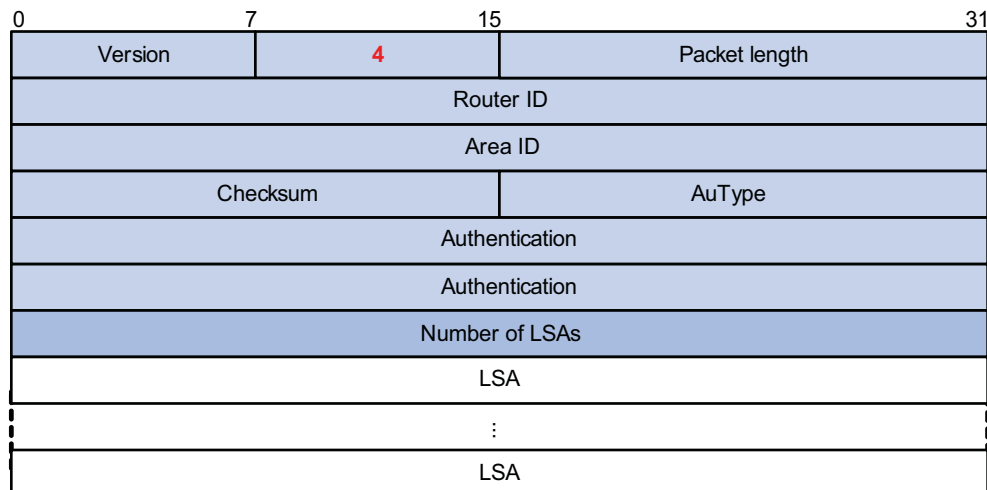 0 7 15 31
Version 4 Packet length
Router ID
Area ID
Checksum AuType
Authentication
Authentication
Number of LSAs
LSA
⋮
LSA